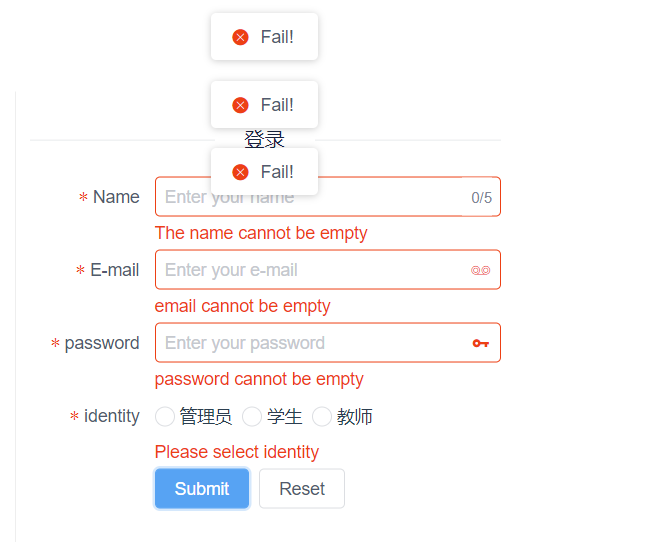 Fail!
Fail!
登录
Fail!
* Name Enter your name 0/5
The name cannot be empty
* E-mail Enter your e-mail
email cannot be empty
* password Enter your password
password cannot be empty
* identity 管理员 学生 教师
Please select identity
Submit Reset